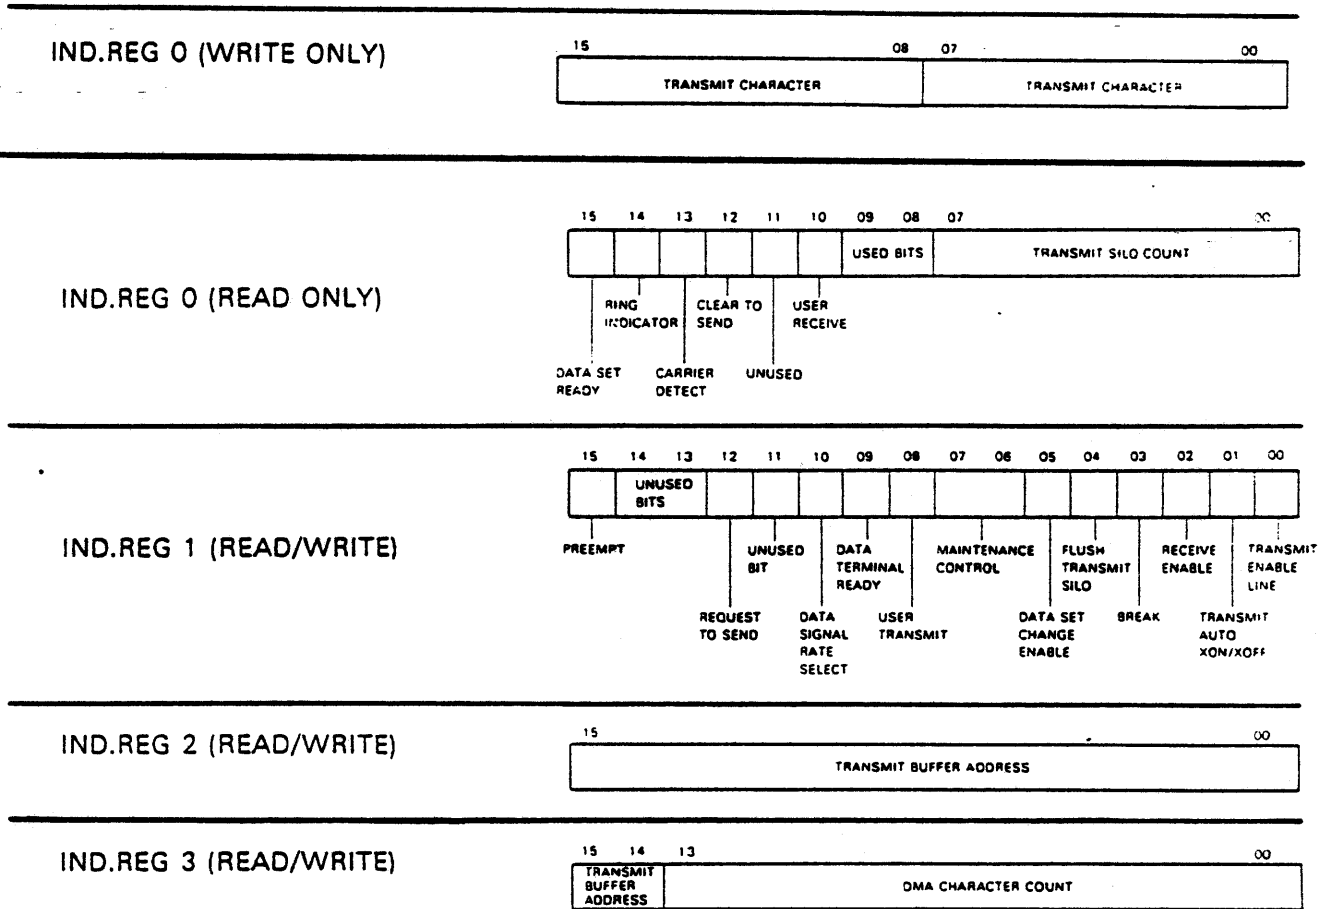 IND.REG 0 (WRITE ONLY)
15 08 07 00
TRANSMIT CHARACTER TRANSMIT CHARACTER
IND.REG 0 (READ ONLY)
15 14 13 12 11 10 09 08 07 00
USED BITS TRANSMIT SILO COUNT
RING INDICATOR
CLEAR TO SEND
USER RECEIVE
DATA SET READY
CARRIER DETECT
UNUSED
IND.REG 1 (READ/WRITE)
15 14 13 12 11 10 09 08 07 06 05 04 03 02 01 00
UNUSED BITS
PREEMPT
UNUSED BIT
DATA TERMINAL READY
MAINTENANCE CONTROL
FLUSH TRANSMIT SILO
RECEIVE ENABLE
TRANSMIT ENABLE LINE
REQUEST TO SEND
DATA SIGNAL RATE SELECT
USER TRANSMIT
DATA SET CHANGE ENABLE
BREAK
TRANSMIT AUTO XON/XOFF
IND.REG 2 (READ/WRITE)
15 00
TRANSMIT BUFFER ADDRESS
IND.REG 3 (READ/WRITE)
15 14 13 00
TRANSMIT BUFFER ADDRESS
DMA CHARACTER COUNT